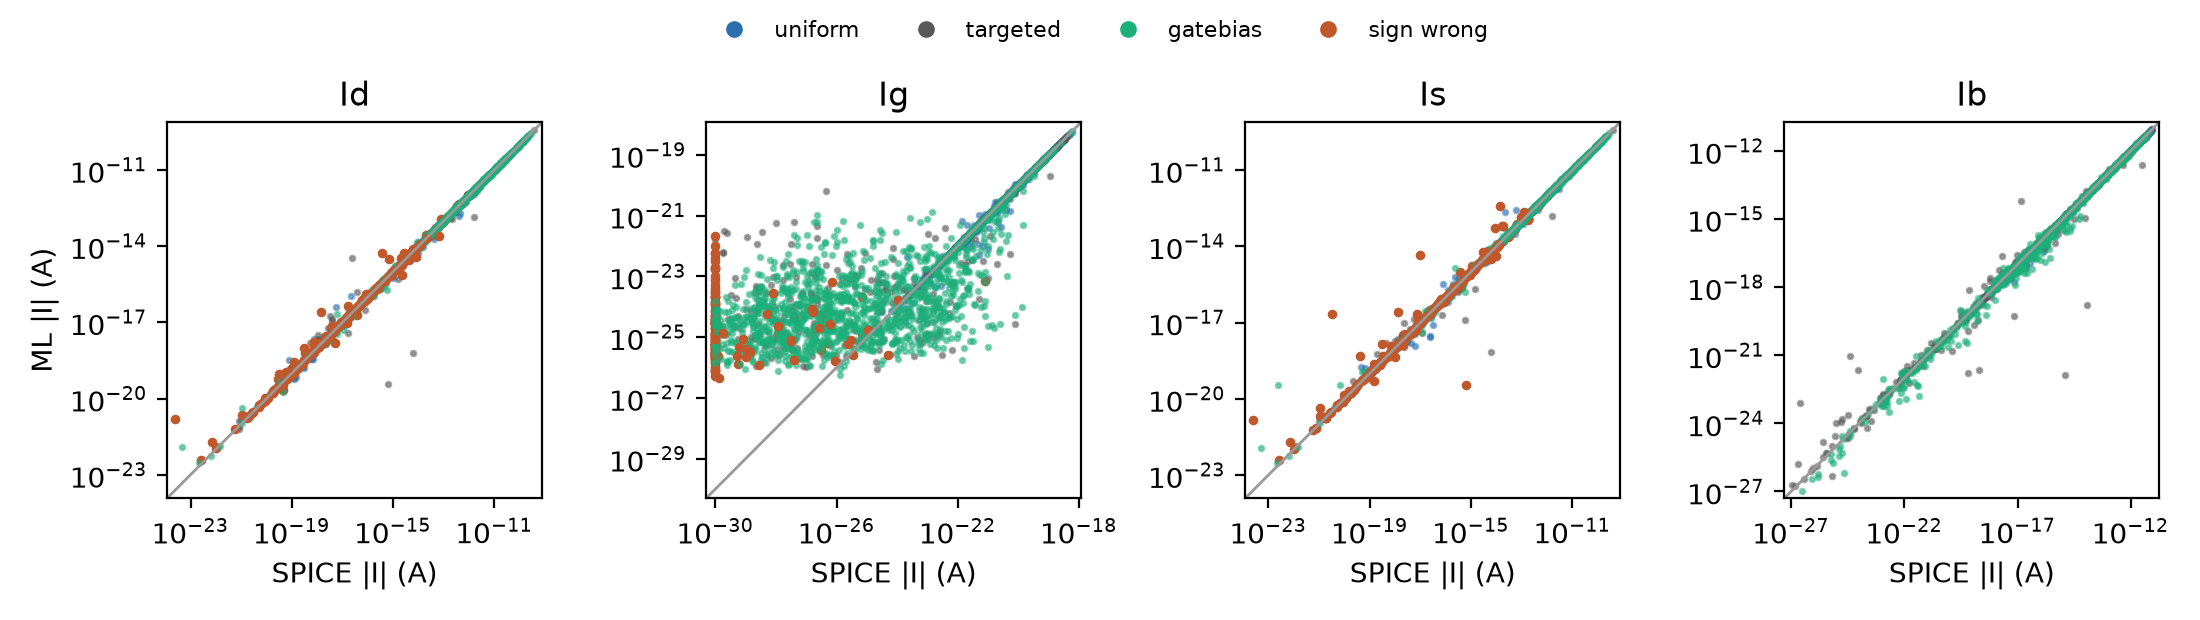 uniform targeted gatebias sign wrong
Id Ig Is Ib
ML |I| (A)
10⁻¹¹
10⁻¹⁴
10⁻¹⁷
10⁻²⁰
10⁻²³
10⁻²³ 10⁻¹⁹ 10⁻¹⁵ 10⁻¹¹
SPICE |I| (A)
10⁻¹⁹
10⁻²¹
10⁻²³
10⁻²⁵
10⁻²⁷
10⁻²⁹
10⁻³⁰ 10⁻²⁶ 10⁻²² 10⁻¹⁸
SPICE |I| (A)
10⁻¹¹
10⁻¹⁴
10⁻¹⁷
10⁻²⁰
10⁻²³
10⁻²³ 10⁻¹⁹ 10⁻¹⁵ 10⁻¹¹
SPICE |I| (A)
10⁻¹²
10⁻¹⁵
10⁻¹⁸
10⁻²¹
10⁻²⁴
10⁻²⁷
10⁻²⁷ 10⁻²² 10⁻¹⁷ 10⁻¹²
SPICE |I| (A)